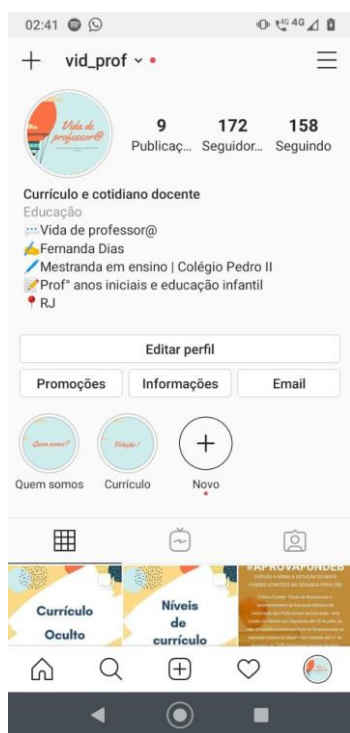 02:41 4G 4G
vid_prof
Vida de
professor@
9 172 158
Publicaç... Seguidor... Seguindo
Currículo e cotidiano docente
Educação
Vida de professor@
Fernanda Dias
Mestranda em ensino | Colégio Pedro II
Prof° anos iniciais e educação infantil
RJ
Editar perfil
Promoções Informações Email
Quem somos?
Quem somos Currículo Novo
Currículo
Oculto
Níveis
de
currículo
#APROVAFUNDEB